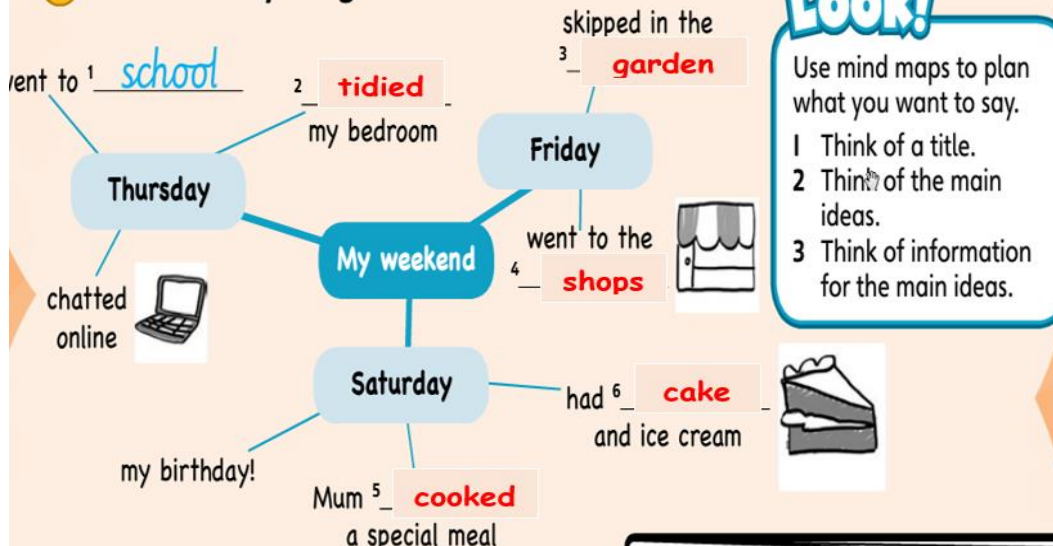 skipped in the
3 garden
went to 1 school
2 tidied
my bedroom
Thursday
Friday
My weekend
went to the
4 shops
chatted
online
Saturday
had 6 cake
and ice cream
my birthday!
Mum 5 cooked
a special meal
LOOK!
Use mind maps to plan
what you want to say.
1 Think of a title.
2 Think of the main
ideas.
3 Think of information
for the main ideas.